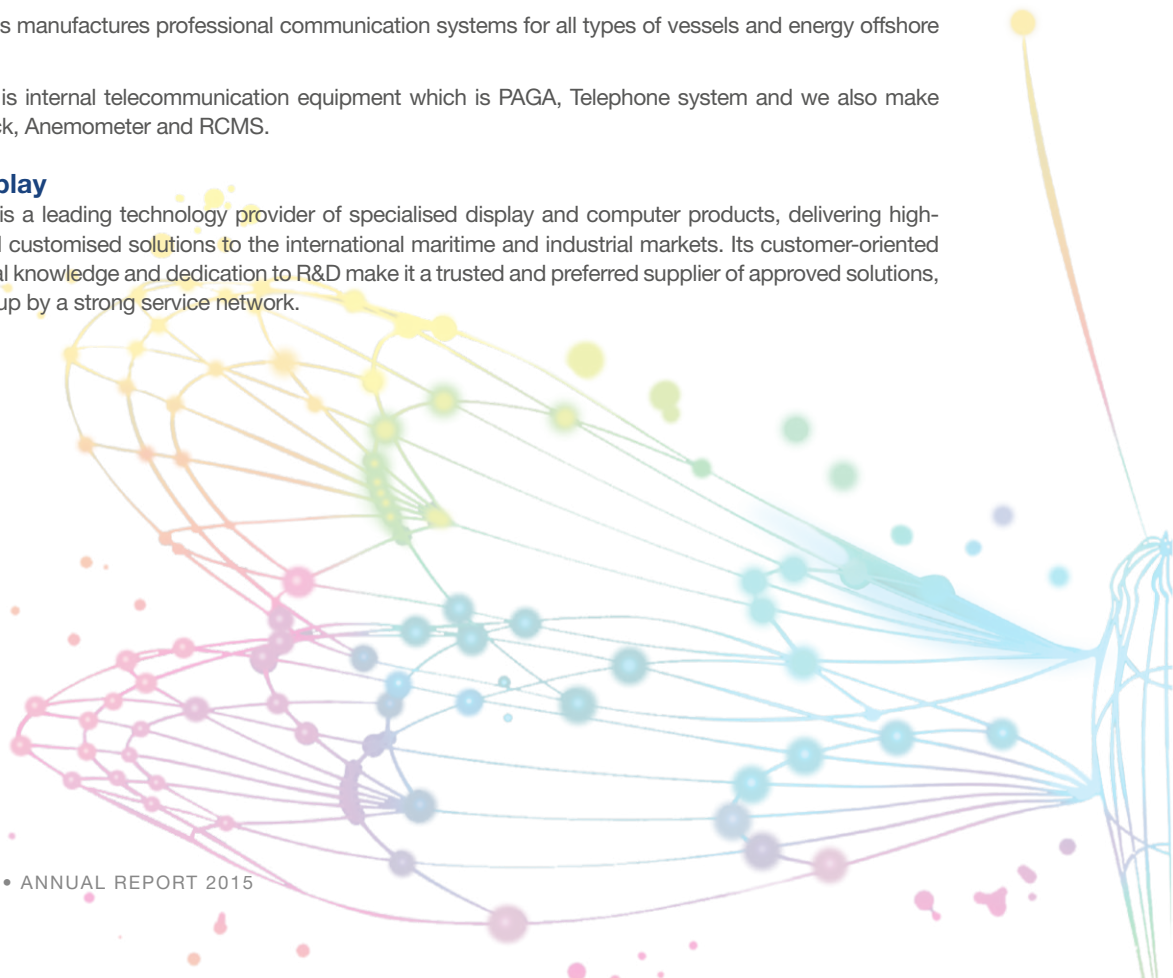 s manufactures professional communication systems for all types of vessels and energy offshore
is internal telecommunication equipment which is PAGA, Telephone system and we also make
ck, Anemometer and RCMS.
play
is a leading technology provider of specialised display and computer products, delivering high-
l customised solutions to the international maritime and industrial markets. Its customer-oriented
al knowledge and dedication to R&D make it a trusted and preferred supplier of approved solutions,
up by a strong service network.
• ANNUAL REPORT 2015